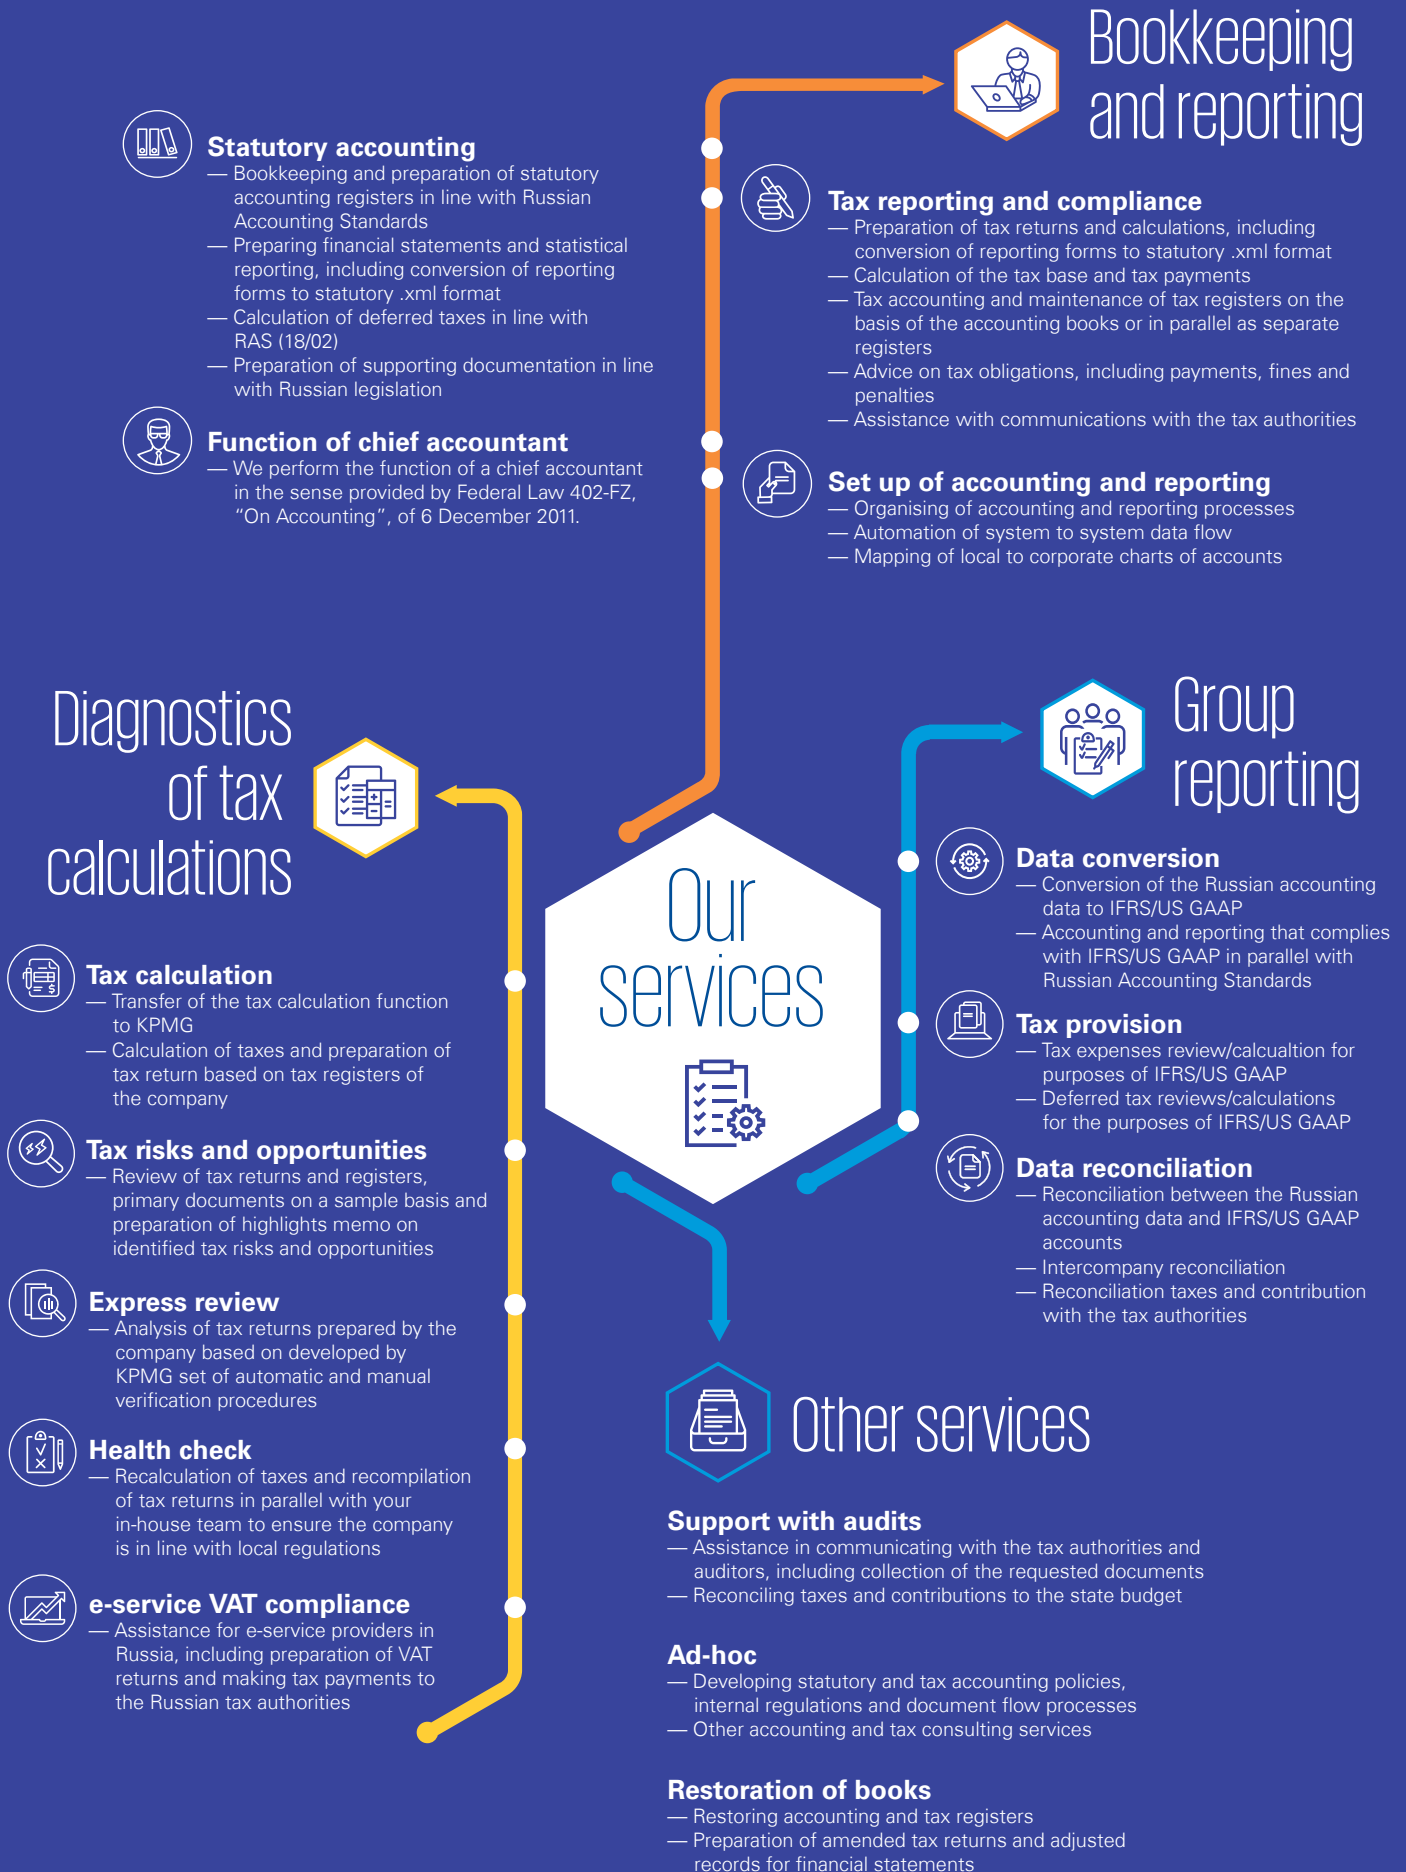 Bookkeeping
and reporting
Statutory accounting
— Bookkeeping and preparation of statutory
accounting registers in line with Russian
Accounting Standards
— Preparing financial statements and statistical
reporting, including conversion of reporting
forms to statutory .xml format
— Calculation of deferred taxes in line with
RAS (18/02)
— Preparation of supporting documentation in line
with Russian legislation
Function of chief accountant
— We perform the function of a chief accountant
in the sense provided by Federal Law 402-FZ,
“On Accounting”, of 6 December 2011.
Tax reporting and compliance
— Preparation of tax returns and calculations, including
conversion of reporting forms to statutory .xml format
— Calculation of the tax base and tax payments
— Tax accounting and maintenance of tax registers on the
basis of the accounting books or in parallel as separate
registers
— Advice on tax obligations, including payments, fines and
penalties
— Assistance with communications with the tax authorities
Set up of accounting and reporting
— Organising of accounting and reporting processes
— Automation of system to system data flow
— Mapping of local to corporate charts of accounts
Diagnostics
of tax
calculations
Tax calculation
— Transfer of the tax calculation function
to KPMG
— Calculation of taxes and preparation of
tax return based on tax registers of
the company
Tax risks and opportunities
— Review of tax returns and registers,
primary documents on a sample basis and
preparation of highlights memo on
identified tax risks and opportunities
Express review
— Analysis of tax returns prepared by the
company based on developed by
KPMG set of automatic and manual
verification procedures
Health check
— Recalculation of taxes and recompilation
of tax returns in parallel with your
in-house team to ensure the company
is in line with local regulations
e-service VAT compliance
— Assistance for e-service providers in
Russia, including preparation of VAT
returns and making tax payments to
the Russian tax authorities
Our
services
Group
reporting
Data conversion
— Conversion of the Russian accounting
data to IFRS/US GAAP
— Accounting and reporting that complies
with IFRS/US GAAP in parallel with
Russian Accounting Standards
Tax provision
— Tax expenses review/calcualtion for
purposes of IFRS/US GAAP
— Deferred tax reviews/calculations
for the purposes of IFRS/US GAAP
Data reconciliation
— Reconciliation between the Russian
accounting data and IFRS/US GAAP
accounts
— Intercompany reconciliation
— Reconciliation taxes and contribution
with the tax authorities
Other services
Support with audits
— Assistance in communicating with the tax authorities and
auditors, including collection of the requested documents
— Reconciling taxes and contributions to the state budget
Ad-hoc
— Developing statutory and tax accounting policies,
internal regulations and document flow processes
— Other accounting and tax consulting services
Restoration of books
— Restoring accounting and tax registers
— Preparation of amended tax returns and adjusted
records for financial statements